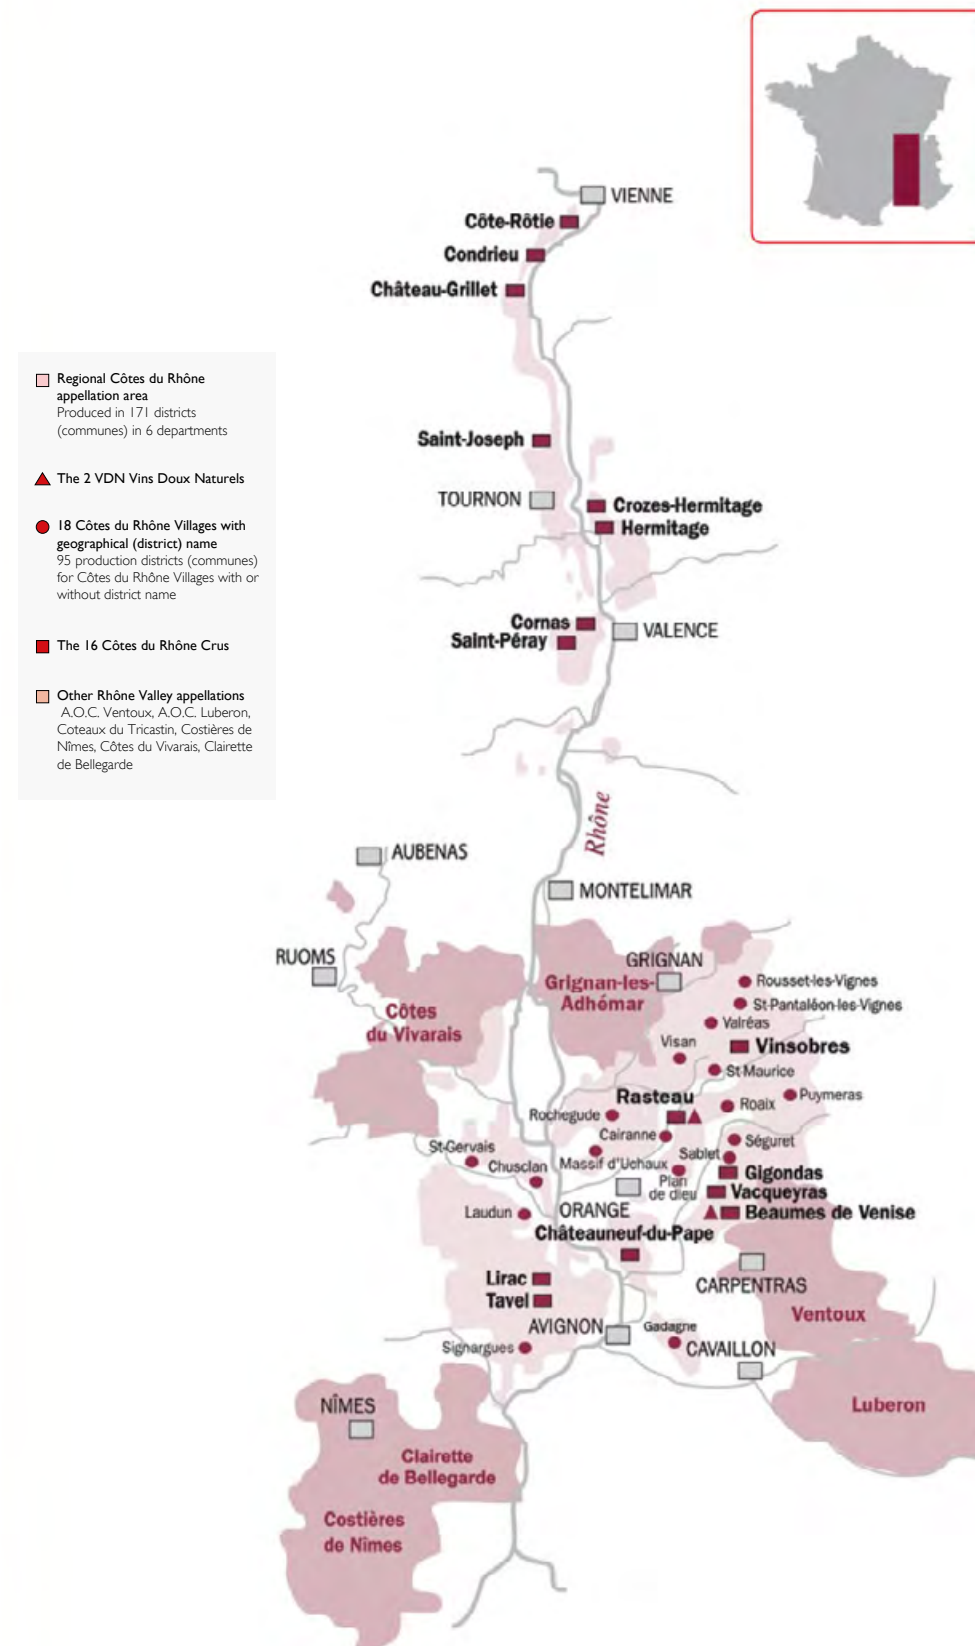 VIENNE
Côte-Rôtie
Condrieu
Château-Grillet
Regional Côtes du Rhône
appellation area
Produced in 171 districts
(communes) in 6 departments
The 2 VDN Vins Doux Naturels
18 Côtes du Rhône Villages with
geographical (district) name
95 production districts (communes)
for Côtes du Rhône Villages with or
without district name
The 16 Côtes du Rhône Crus
Other Rhône Valley appellations
A.O.C. Ventoux, A.O.C. Luberon,
Coteaux du Tricastin, Costières de
Nîmes, Côtes du Vivarais, Clairette
de Bellegarde
Saint-Joseph
TOURNON
Crozes-Hermitage
Hermitage
Cornas
Saint-Péray
VALENCE
Rhône
AUBENAS
MONTELIMAR
RUOMS
GRIGNAN
Grignan-les-
Adhémar
Rousset-les-Vignes
St-Pantaléon-les-Vignes
Côtes
du Vivarais
Valréas
Visan
Vinsobres
St-Maurice
Rasteau
Puymeras
Roaix
Rochegude
Cairanne
Séguret
St-Gervais
Sablet
Chusclan
Massif d'Uchaux
Plan
de dieu
Gigondas
Vacqueyras
Laudun
ORANGE
Beaumes de Venise
Châteauneuf-du-Pape
Lirac
Tavel
CARPENTRAS
Ventoux
AVIGNON
Gadagne
Signargues
CAVAILLON
NÎMES
Luberon
Clairette
de Bellegarde
Costières
de Nîmes